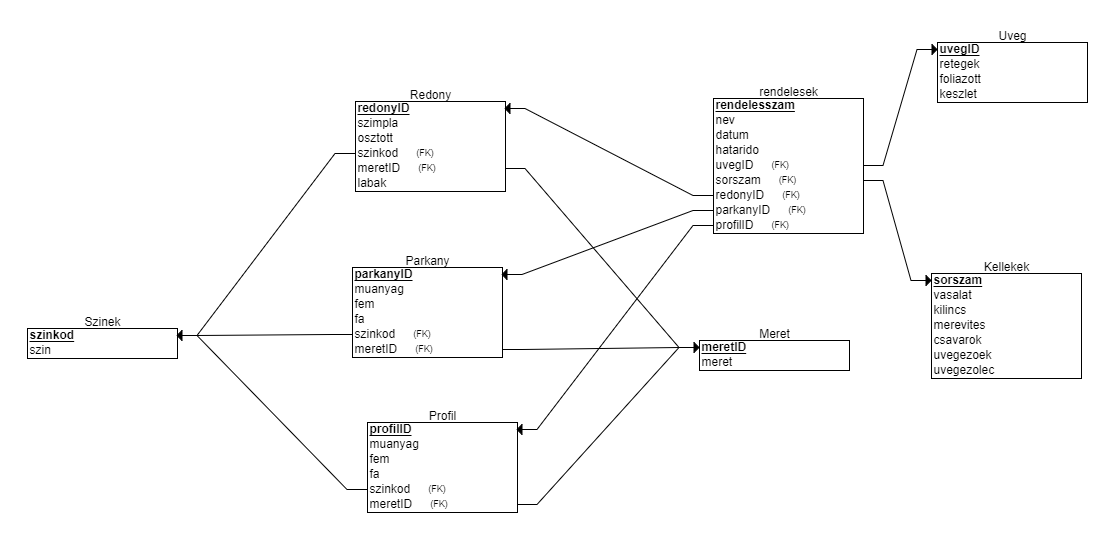 Uveg
uvegID
retegek
foliazott
keszlet
rendelesek
rendelesszam
nev
datum
hatarido
uvegID (FK)
sorszam (FK)
redonyID (FK)
parkanyID (FK)
profilID (FK)
Redony
redonyID
szimpla
osztott
szinkod (FK)
meretID (FK)
labak
Parkany
parkanyID
muanyag
fem
fa
szinkod (FK)
meretID (FK)
Kellekek
sorszam
vasalat
kilincs
merevites
csavarok
uvegezoek
uvegezolec
Szinek
szinkod
szin
Meret
meretID
meret
Profil
profilID
muanyag
fem
fa
szinkod (FK)
meretID (FK)